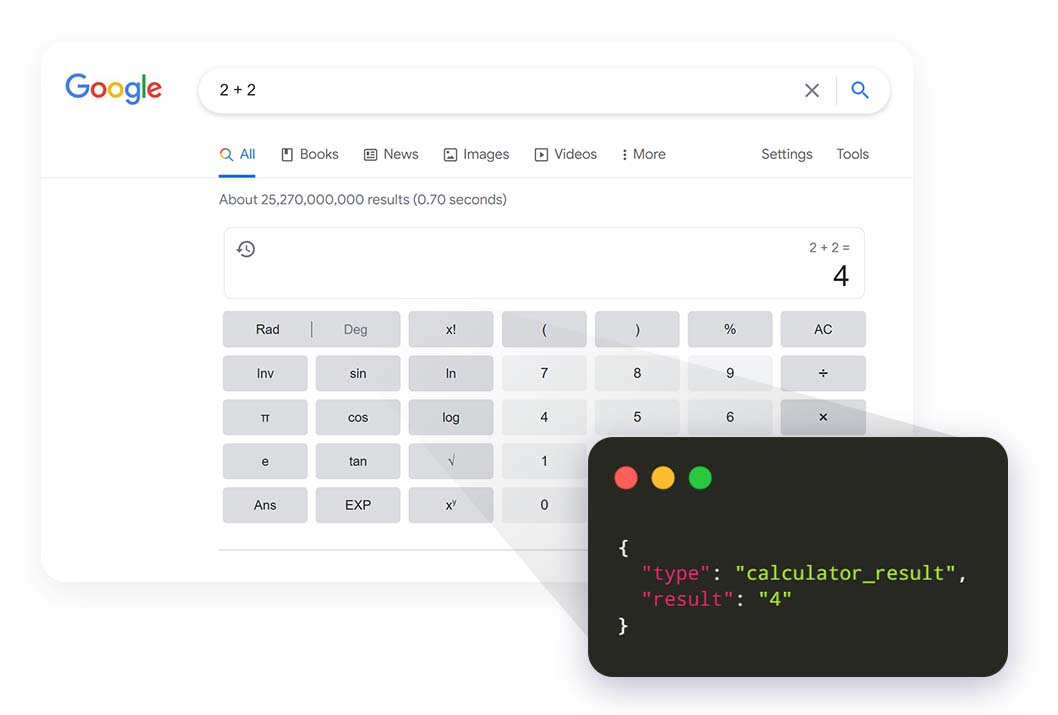 Google
2 + 2
All Books News Images Videos More Settings Tools
About 25,270,000,000 results (0.70 seconds)
2 + 2 =
4
Rad | Deg x! ( ) % AC
Inv sin ln 7 8 9 ÷
π cos log 4 5 6 ×
e tan √ 1
Ans EXP xʸ 0
{
"type": "calculator_result",
"result": "4"
}